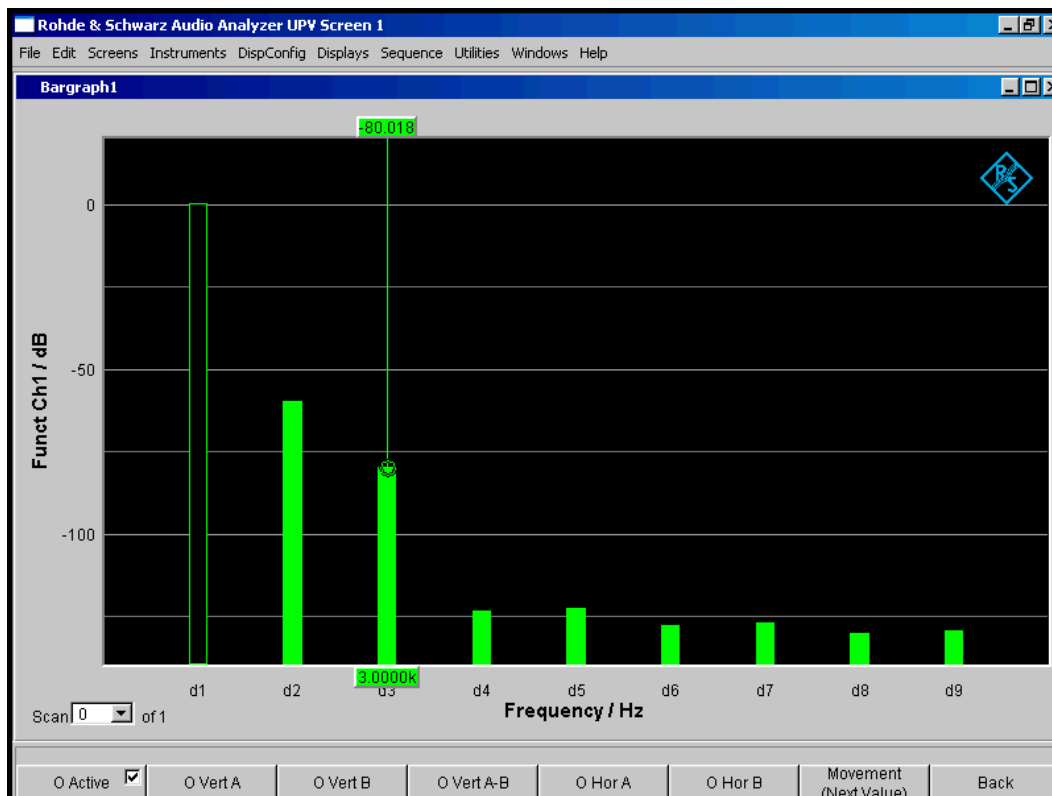 Rohde & Schwarz Audio Analyzer UPV Screen 1
File Edit Screens Instruments DispConfig Displays Sequence Utilities Windows Help
Bargraph1
-80.018
R&S
0
-50
-100
Funct Ch1 / dB
3.0000k
d1 d2 d3 d4 d5 d6 d7 d8 d9
Frequency / Hz
Scan 0 of 1
O Active O Vert A O Vert B O Vert A-B O Hor A O Hor B Movement Back
(Next Value)